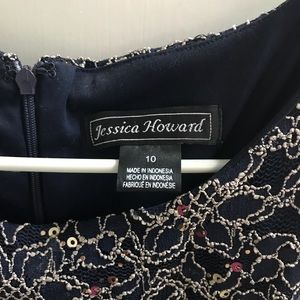 Jessica Howard
10
MADE IN INDONESIA
HECHO EN INDONESIA
FABRIQUÉ EN INDONÉSIE